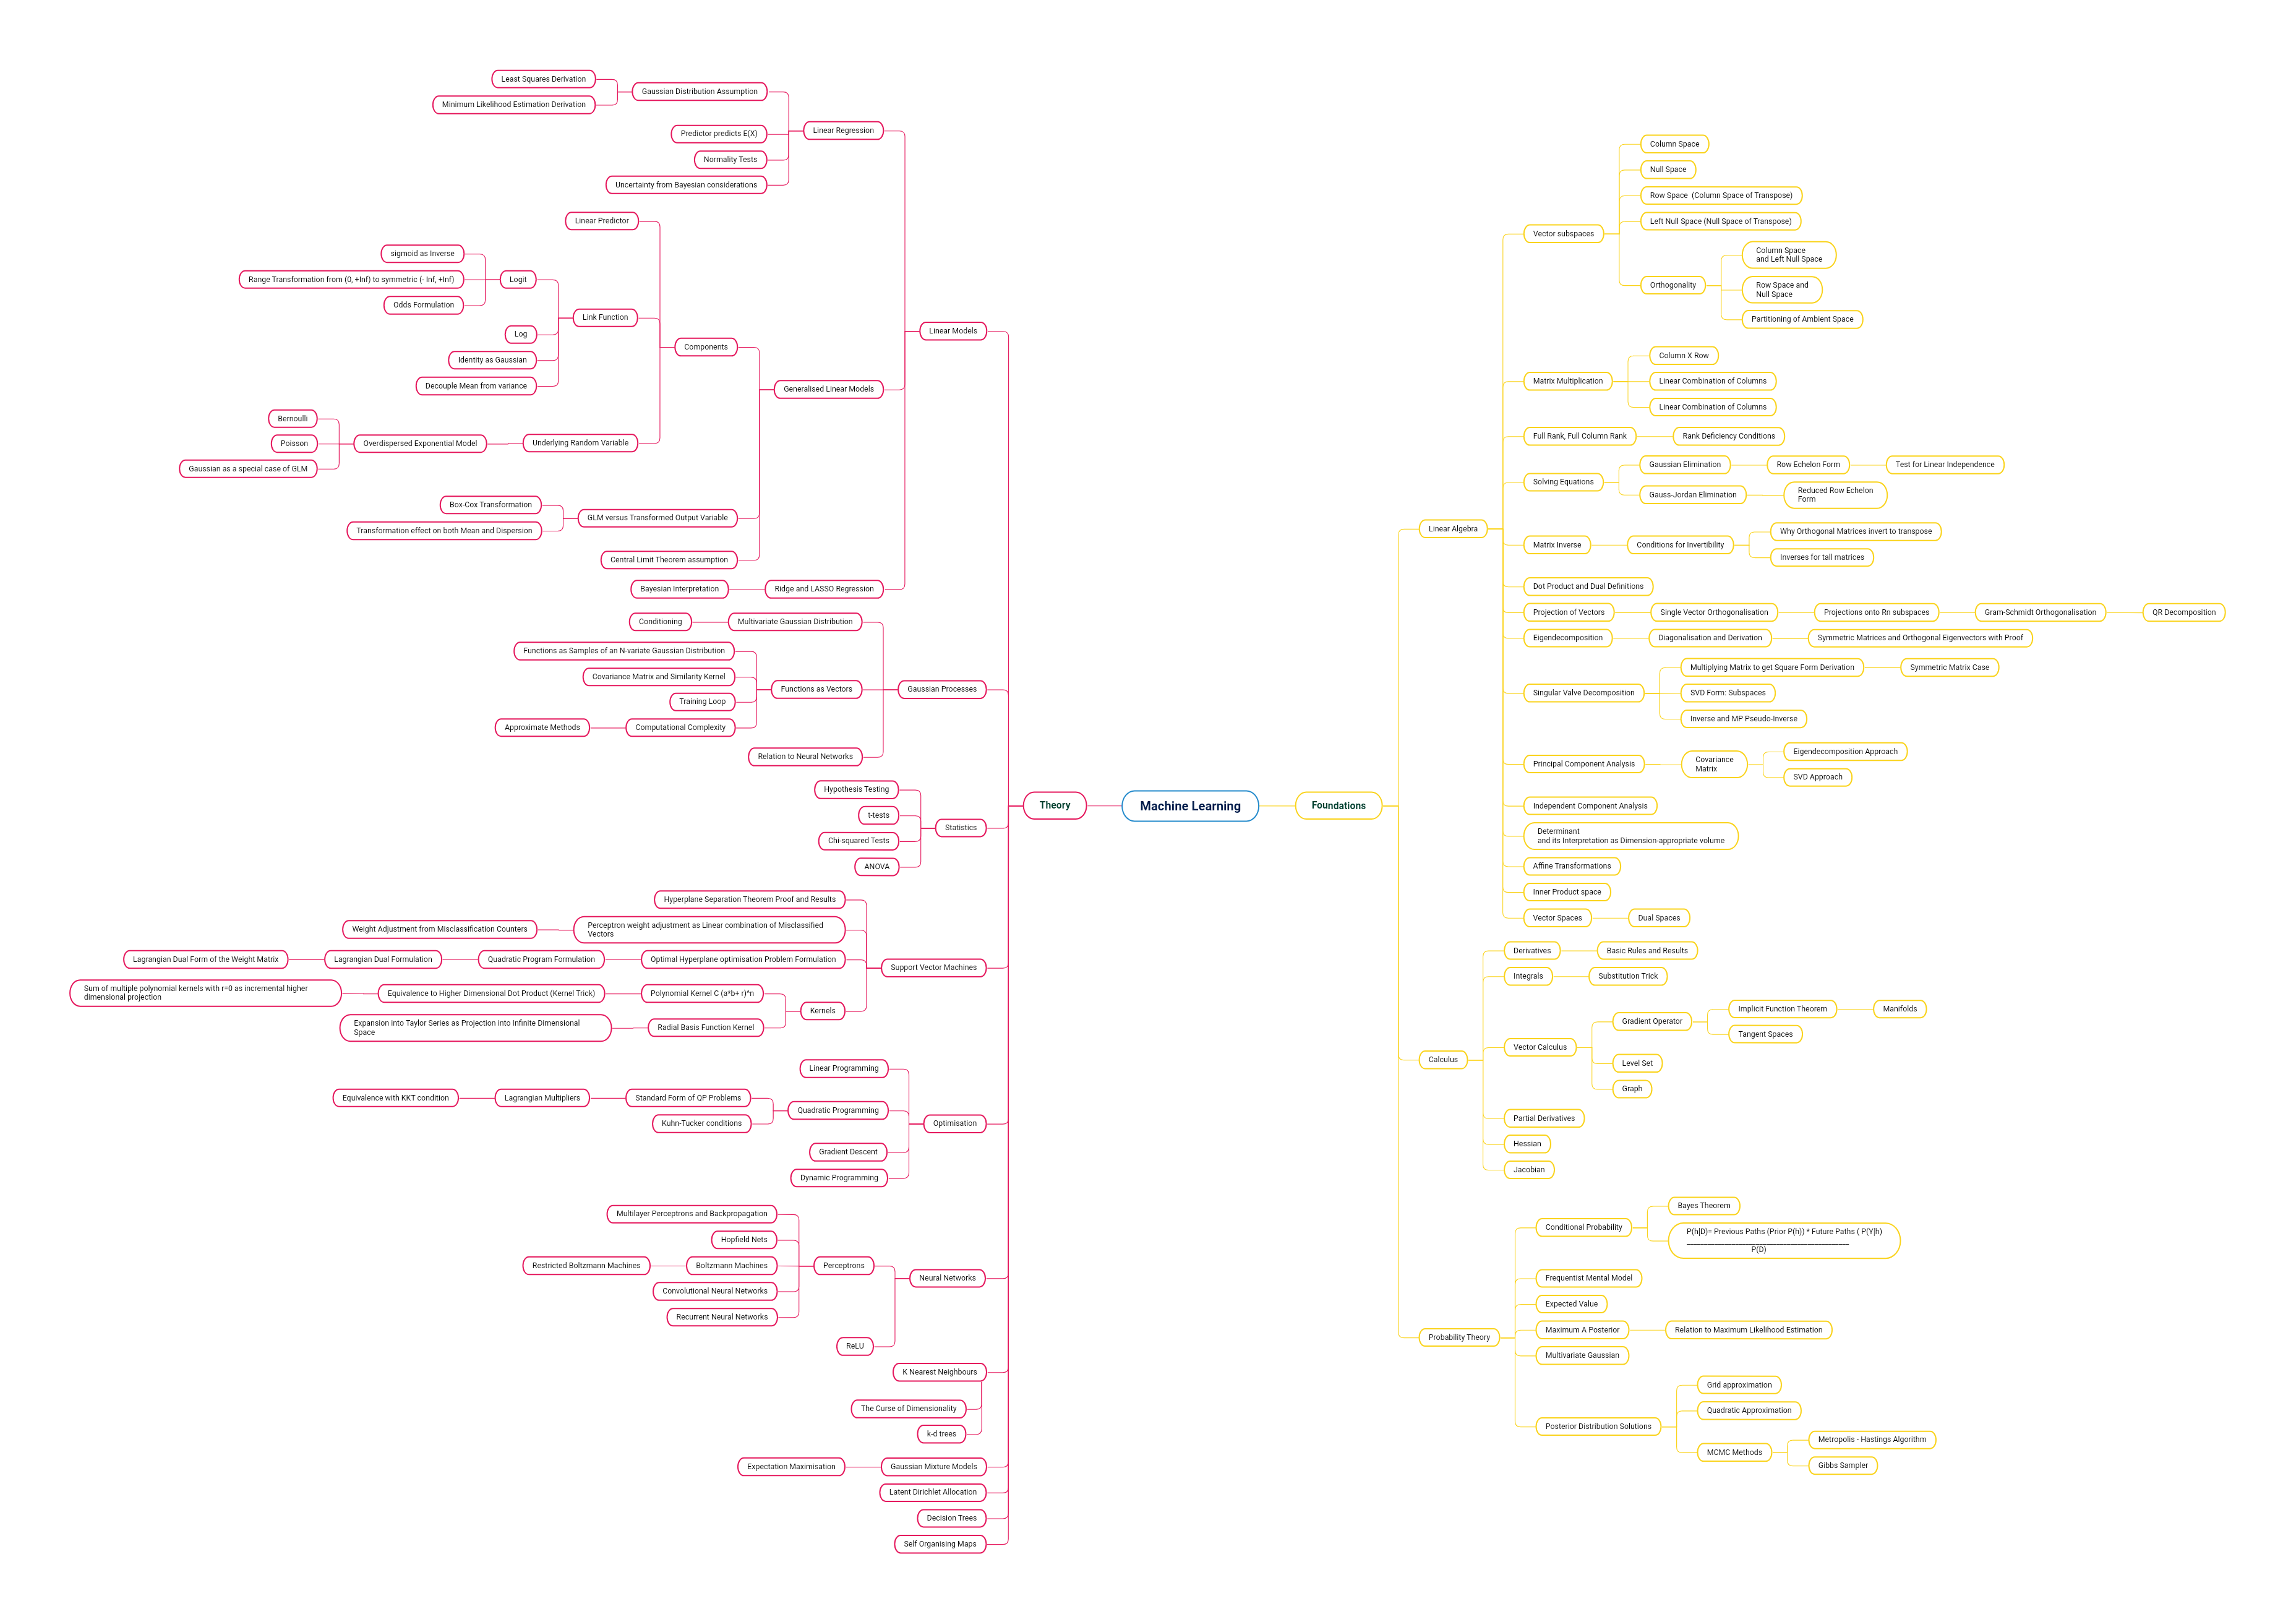 Machine Learning
Theory
Linear Models
Linear Regression
Gaussian Distribution Assumption
Least Squares Derivation
Minimum Likelihood Estimation Derivation
Predictor predicts E(X)
Normality Tests
Uncertainty from Bayesian considerations
Generalised Linear Models
Components
Linear Predictor
Link Function
Logit
sigmoid as Inverse
Range Transformation from (0, +Inf) to symmetric (- Inf, +Inf)
Odds Formulation
Log
Identity as Gaussian
Decouple Mean from variance
Underlying Random Variable
Overdispersed Exponential Model
Bernoulli
Poisson
Gaussian as a special case of GLM
GLM versus Transformed Output Variable
Box-Cox Transformation
Transformation effect on both Mean and Dispersion
Central Limit Theorem assumption
Ridge and LASSO Regression
Bayesian Interpretation
Gaussian Processes
Multivariate Gaussian Distribution
Conditioning
Functions as Vectors
Functions as Samples of an N-variate Gaussian Distribution
Covariance Matrix and Similarity Kernel
Training Loop
Computational Complexity
Approximate Methods
Relation to Neural Networks
Statistics
Hypothesis Testing
t-tests
Chi-squared Tests
ANOVA
Support Vector Machines
Hyperplane Separation Theorem Proof and Results
Perceptron weight adjustment as Linear combination of Misclassified
Vectors
Weight Adjustment from Misclassification Counters
Optimal Hyperplane optimisation Problem Formulation
Quadratic Program Formulation
Lagrangian Dual Formulation
Lagrangian Dual Form of the Weight Matrix
Kernels
Polynomial Kernel C (a*b+ r)^n
Equivalence to Higher Dimensional Dot Product (Kernel Trick)
Sum of multiple polynomial kernels with r=0 as incremental higher
dimensional projection
Radial Basis Function Kernel
Expansion into Taylor Series as Projection into Infinite Dimensional
Space
Optimisation
Linear Programming
Quadratic Programming
Standard Form of QP Problems
Lagrangian Multipliers
Equivalence with KKT condition
Kuhn-Tucker conditions
Gradient Descent
Dynamic Programming
Neural Networks
Perceptrons
Multilayer Perceptrons and Backpropagation
Hopfield Nets
Boltzmann Machines
Restricted Boltzmann Machines
Convolutional Neural Networks
Recurrent Neural Networks
ReLU
K Nearest Neighbours
The Curse of Dimensionality
k-d trees
Gaussian Mixture Models
Expectation Maximisation
Latent Dirichlet Allocation
Decision Trees
Self Organising Maps
Foundations
Linear Algebra
Vector subspaces
Column Space
Null Space
Row Space (Column Space of Transpose)
Left Null Space (Null Space of Transpose)
Orthogonality
Column Space
and Left Null Space
Row Space and
Null Space
Partitioning of Ambient Space
Matrix Multiplication
Column X Row
Linear Combination of Columns
Linear Combination of Columns
Full Rank, Full Column Rank
Rank Deficiency Conditions
Solving Equations
Gaussian Elimination
Row Echelon Form
Test for Linear Independence
Gauss-Jordan Elimination
Reduced Row Echelon
Form
Matrix Inverse
Conditions for Invertibility
Why Orthogonal Matrices invert to transpose
Inverses for tall matrices
Dot Product and Dual Definitions
Projection of Vectors
Single Vector Orthogonalisation
Projections onto Rn subspaces
Gram-Schmidt Orthogonalisation
QR Decomposition
Eigendecomposition
Diagonalisation and Derivation
Symmetric Matrices and Orthogonal Eigenvectors with Proof
Singular Valve Decomposition
Multiplying Matrix to get Square Form Derivation
Symmetric Matrix Case
SVD Form: Subspaces
Inverse and MP Pseudo-Inverse
Principal Component Analysis
Covariance
Matrix
Eigendecomposition Approach
SVD Approach
Independent Component Analysis
Determinant
and its Interpretation as Dimension-appropriate volume
Affine Transformations
Inner Product space
Vector Spaces
Dual Spaces
Calculus
Derivatives
Basic Rules and Results
Integrals
Substitution Trick
Vector Calculus
Gradient Operator
Implicit Function Theorem
Manifolds
Tangent Spaces
Level Set
Graph
Partial Derivatives
Hessian
Jacobian
Probability Theory
Conditional Probability
Bayes Theorem
P(h|D)= Previous Paths (Prior P(h)) * Future Paths ( P(Y|h)
P(D)
Frequentist Mental Model
Expected Value
Maximum A Posterior
Relation to Maximum Likelihood Estimation
Multivariate Gaussian
Posterior Distribution Solutions
Grid approximation
Quadratic Approximation
MCMC Methods
Metropolis - Hastings Algorithm
Gibbs Sampler